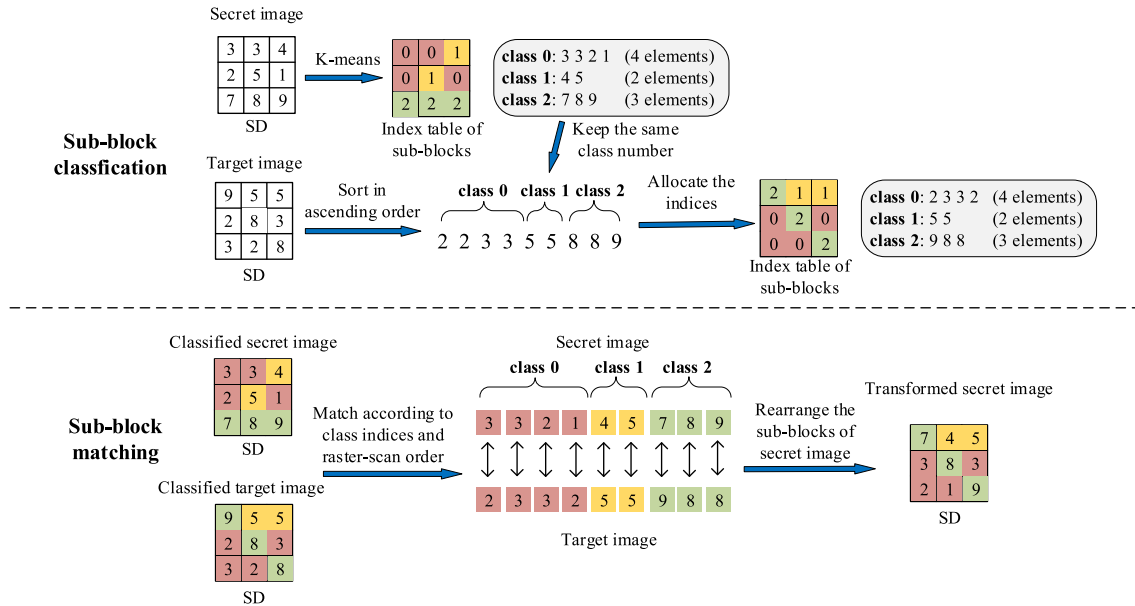 Secret image
3 3 4
2 5 1
7 8 9
SD
K-means
0 0 1
0 1 0
2 2 2
Index table of
sub-blocks
class 0: 3 3 2 1 (4 elements)
class 1: 4 5 (2 elements)
class 2: 7 8 9 (3 elements)
Keep the same
class number
Sub-block
classfication
Target image
9 5 5
2 8 3
3 2 8
SD
Sort in
ascending order
class 0 class 1 class 2
2 2 3 3 5 5 8 8 9
Allocate the
indices
2 1 1
0 2 0
0 0 2
Index table of
sub-blocks
class 0: 2 3 3 2 (4 elements)
class 1: 5 5 (2 elements)
class 2: 9 8 8 (3 elements)
Sub-block
matching
Classified secret image
3 3 4
2 5 1
7 8 9
SD
Classified target image
9 5 5
2 8 3
3 2 8
SD
Match according to
class indices and
raster-scan order
Secret image
class 0 class 1 class 2
3 3 2 1 4 5 7 8 9
2 3 3 2 5 5 9 8 8
Target image
Rearrange the
sub-blocks of
secret image
Transformed secret image
7 4 5
3 8 3
2 1 9
SD